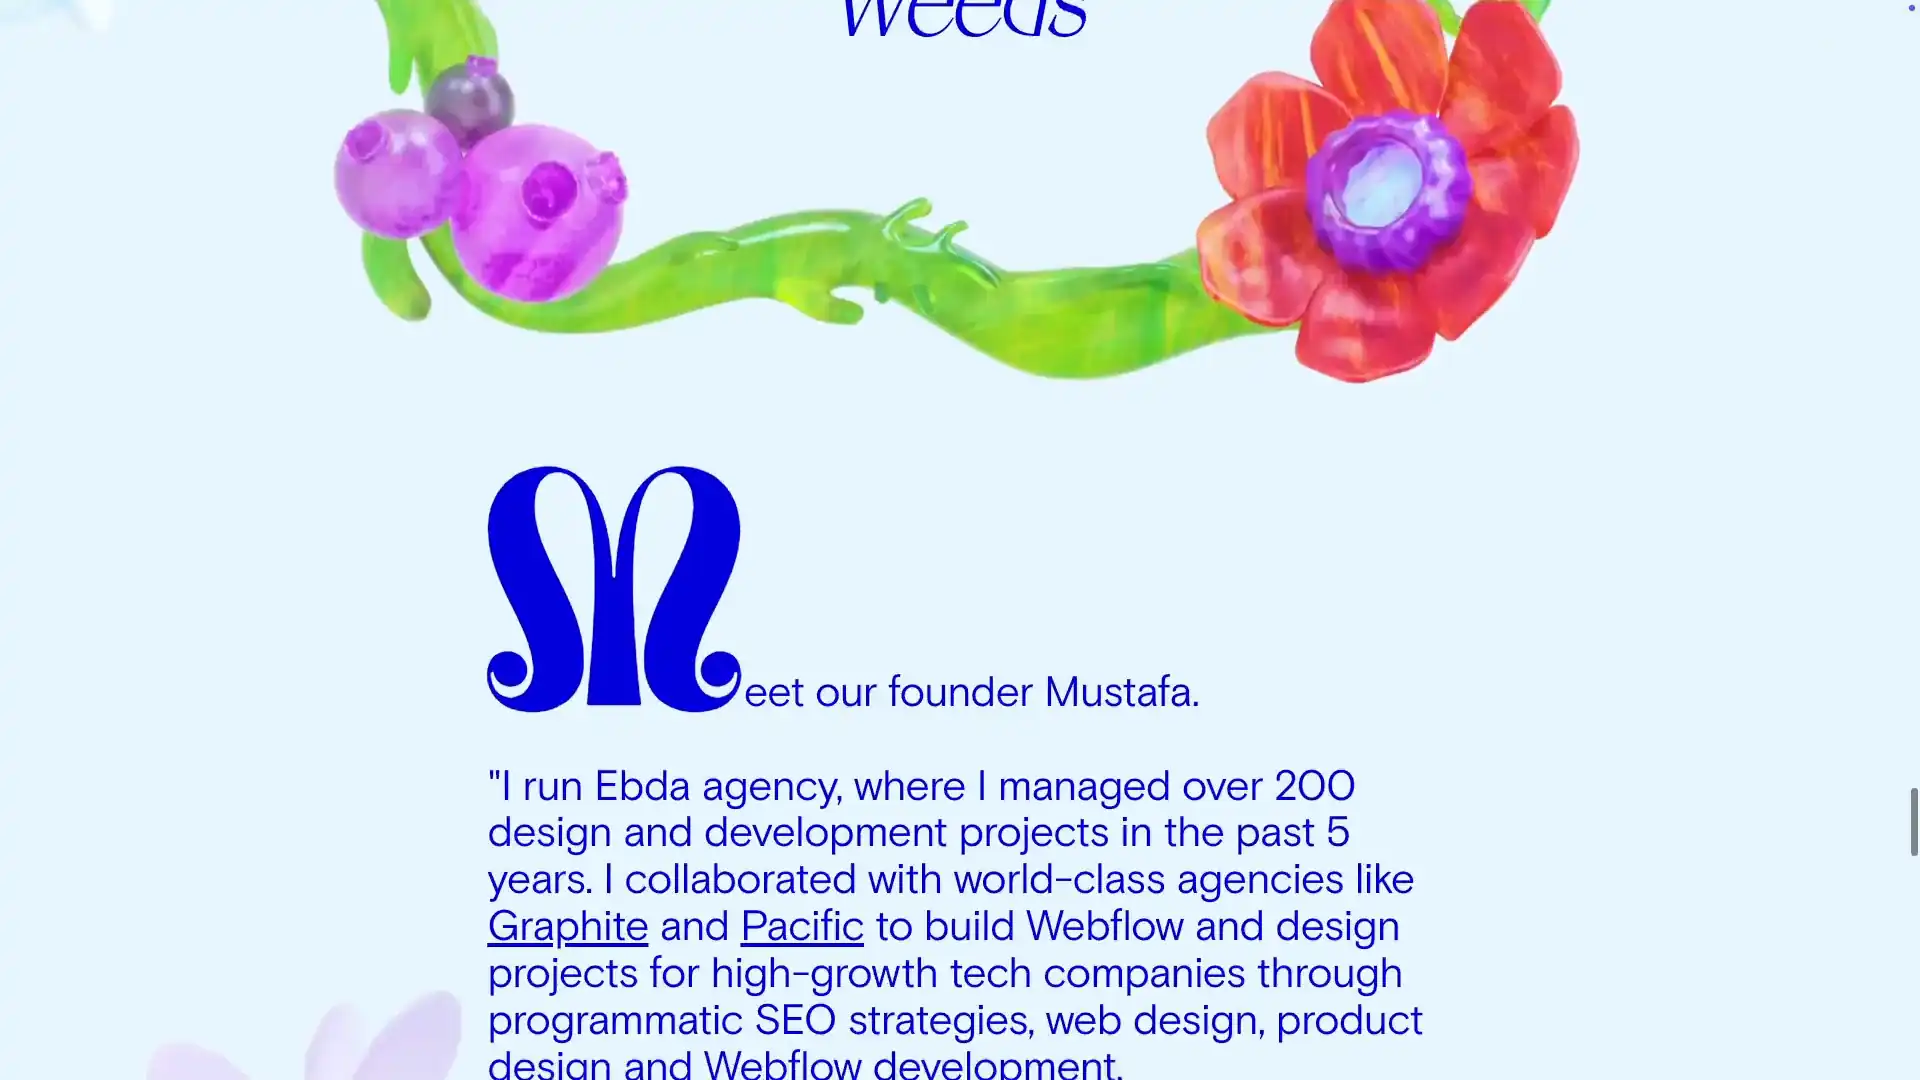 weeds
Meet our founder Mustafa.
"I run Ebda agency, where I managed over 200
design and development projects in the past 5
years. I collaborated with world-class agencies like
Graphite and Pacific to build Webflow and design
projects for high-growth tech companies through
programmatic SEO strategies, web design, product
design and Webflow development.